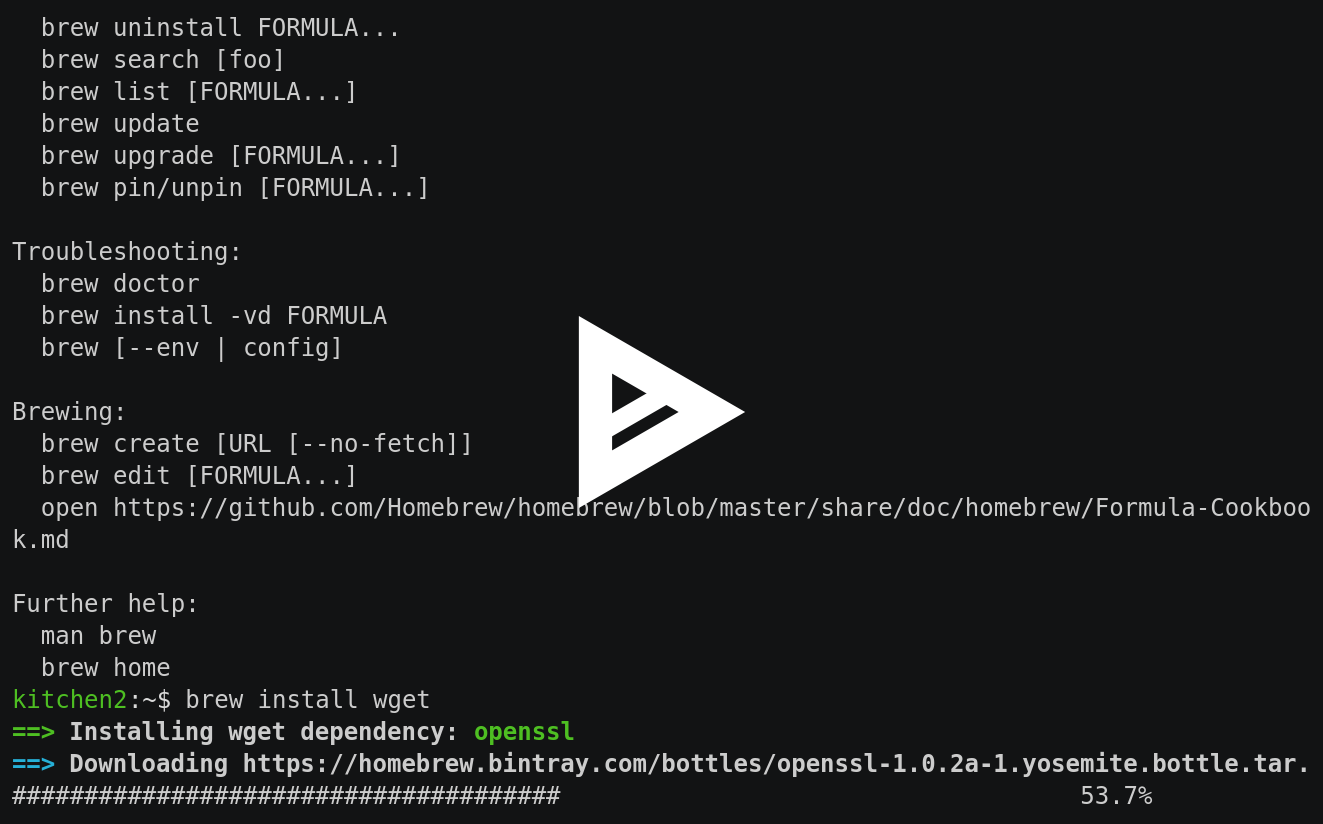 brew uninstall FORMULA...
brew search [foo]
brew list [FORMULA...]
brew update
brew upgrade [FORMULA...]
brew pin/unpin [FORMULA...]
Troubleshooting:
brew doctor
brew install -vd FORMULA
brew [--env | config]
Brewing:
brew create [URL [--no-fetch]]
brew edit [FORMULA...]
open https://github.com/Homebrew/homebrew/blob/master/share/doc/homebrew/Formula-Cookboo
k.md
Further help:
man brew
brew home
kitchen2:~$ brew install wget
==> Installing wget dependency: openssl
==> Downloading https://homebrew.bintray.com/bottles/openssl-1.0.2a-1.yosemite.bottle.tar.
###################################### 53.7%